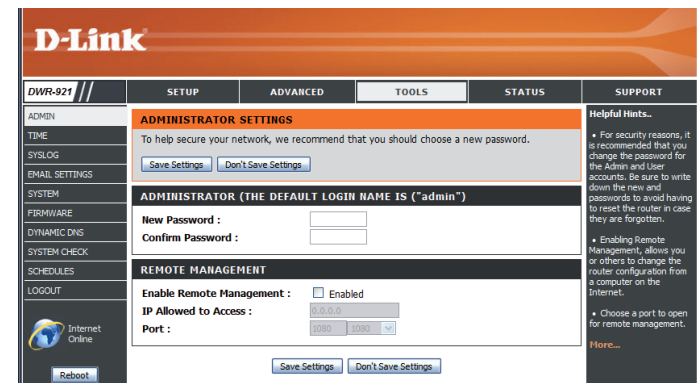 D-Link
DWR-921
SETUP
ADVANCED
TOOLS
STATUS
SUPPORT
ADMIN
TIME
SYSLOG
EMAIL SETTINGS
SYSTEM
FIRMWARE
DYNAMIC DNS
SYSTEM CHECK
SCHEDULES
LOGOUT
Internet
Online
Reboot
ADMINISTRATOR SETTINGS
To help secure your network, we recommend that you should choose a new password.
Save Settings Don't Save Settings
ADMINISTRATOR (THE DEFAULT LOGIN NAME IS ("admin")
New Password :
Confirm Password :
REMOTE MANAGEMENT
Enable Remote Management : Enabled
IP Allowed to Access : 0.0.0.0
Port : 1080 1080
Save Settings Don't Save Settings
Helpful Hints..
• For security reasons, it
is recommended that you
change the password for
the Admin and User
accounts. Be sure to write
down the new and
passwords to avoid having
to reset the router in case
they are forgotten.
• Enabling Remote
Management, allows you
or others to change the
router configuration from
a computer on the
Internet.
• Choose a port to open
for remote management.
More...